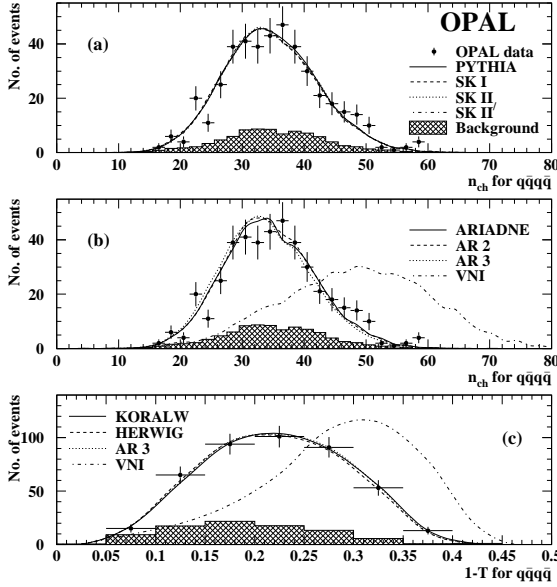 OPAL
(a)
OPAL data
PYTHIA
SK I
SK II
SK II′
Background
No. of events
0
20
40
0 10 20 30 40 50 60 70 80
n_ch for qq̄qq̄
(b)
ARIADNE
AR 2
AR 3
VNI
No. of events
0
20
40
0 10 20 30 40 50 60 70 80
n_ch for qq̄qq̄
(c)
KORALW
HERWIG
AR 3
VNI
No. of events
0
50
100
0 0.05 0.1 0.15 0.2 0.25 0.3 0.35 0.4 0.45 0.5
1-T for qq̄qq̄